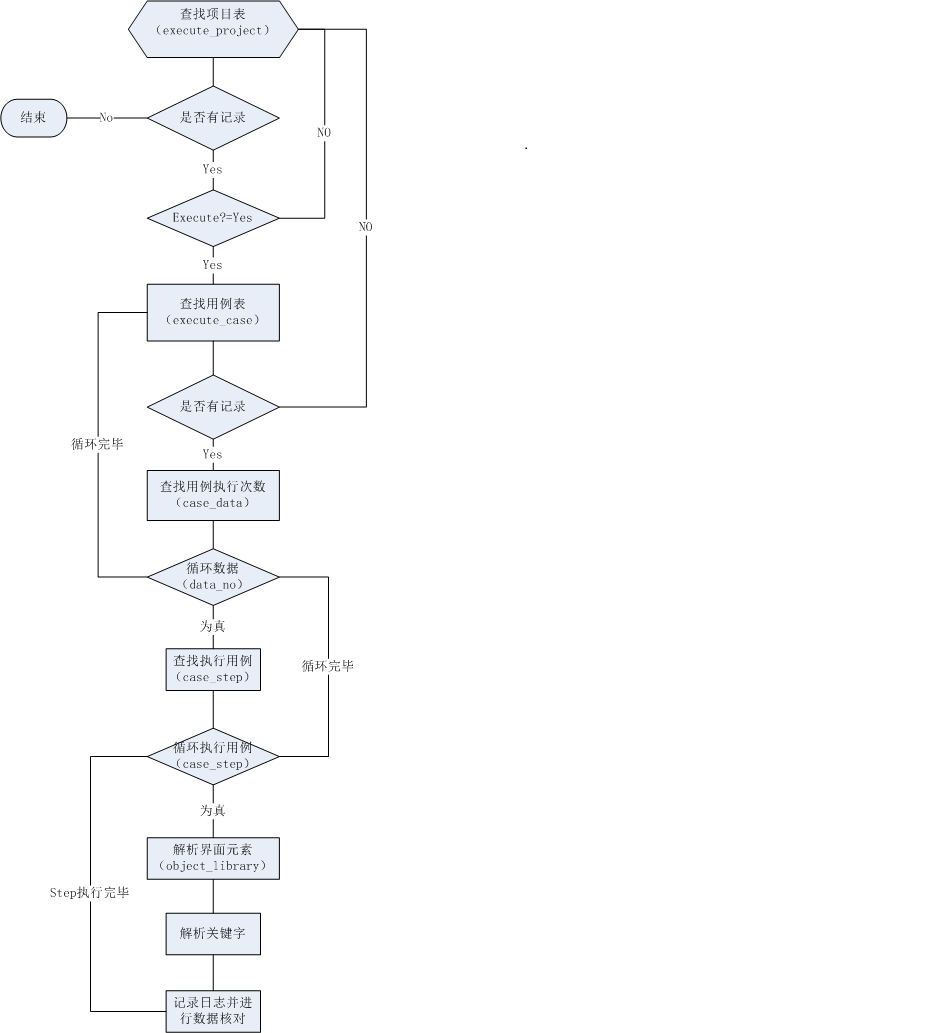 查找项目表
（execute_project）
结束
No
是否有记录
NO
Yes
Execute?=Yes
NO
Yes
查找用例表
（execute_case）
是否有记录
循环完毕
Yes
查找用例执行次数
（case_data）
循环数据
（data_no）
为真
查找执行用例
（case_step）
循环完毕
循环执行用例
（case_step）
为真
解析界面元素
（object_library）
Step执行完毕
解析关键字
记录日志并进
行数据核对